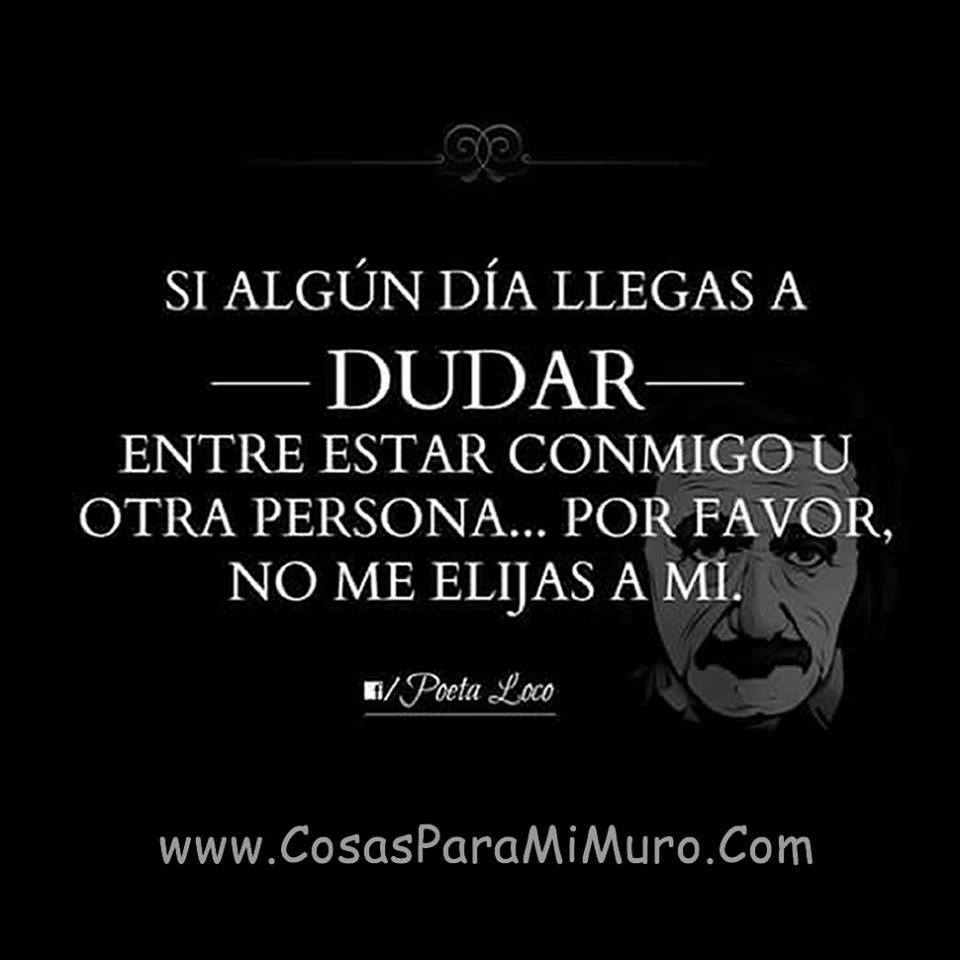 SI ALGÚN DÍA LLEGAS A
DUDAR
ENTRE ESTAR CONMIGO U
OTRA PERSONA... POR FAVOR,
NO ME ELIJAS A MI.
f/Poeta Loco
www.CosasParaMiMuro.Com